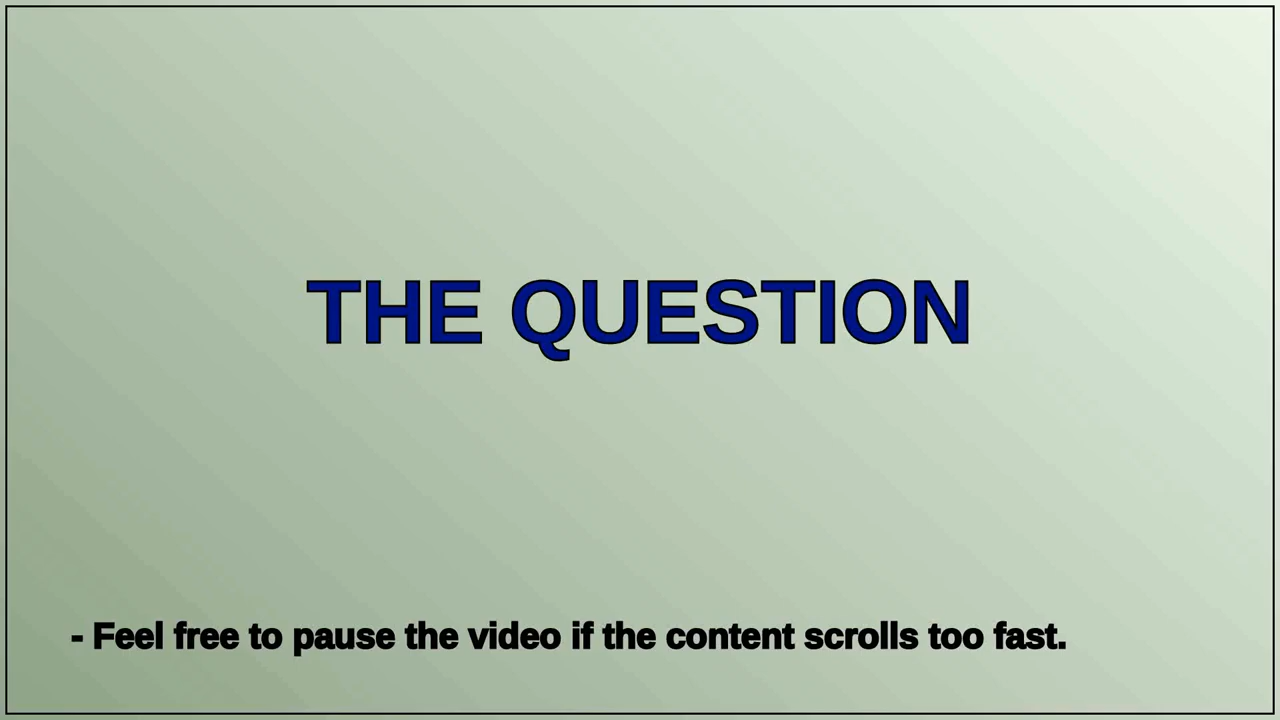 THE QUESTION
- Feel free to pause the video if the content scrolls too fast.